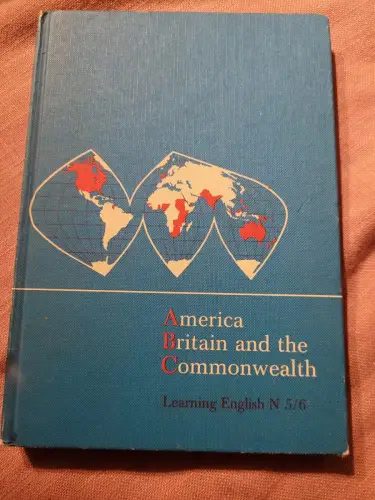 America
Britain and the
Commonwealth
Learning English N 5/6